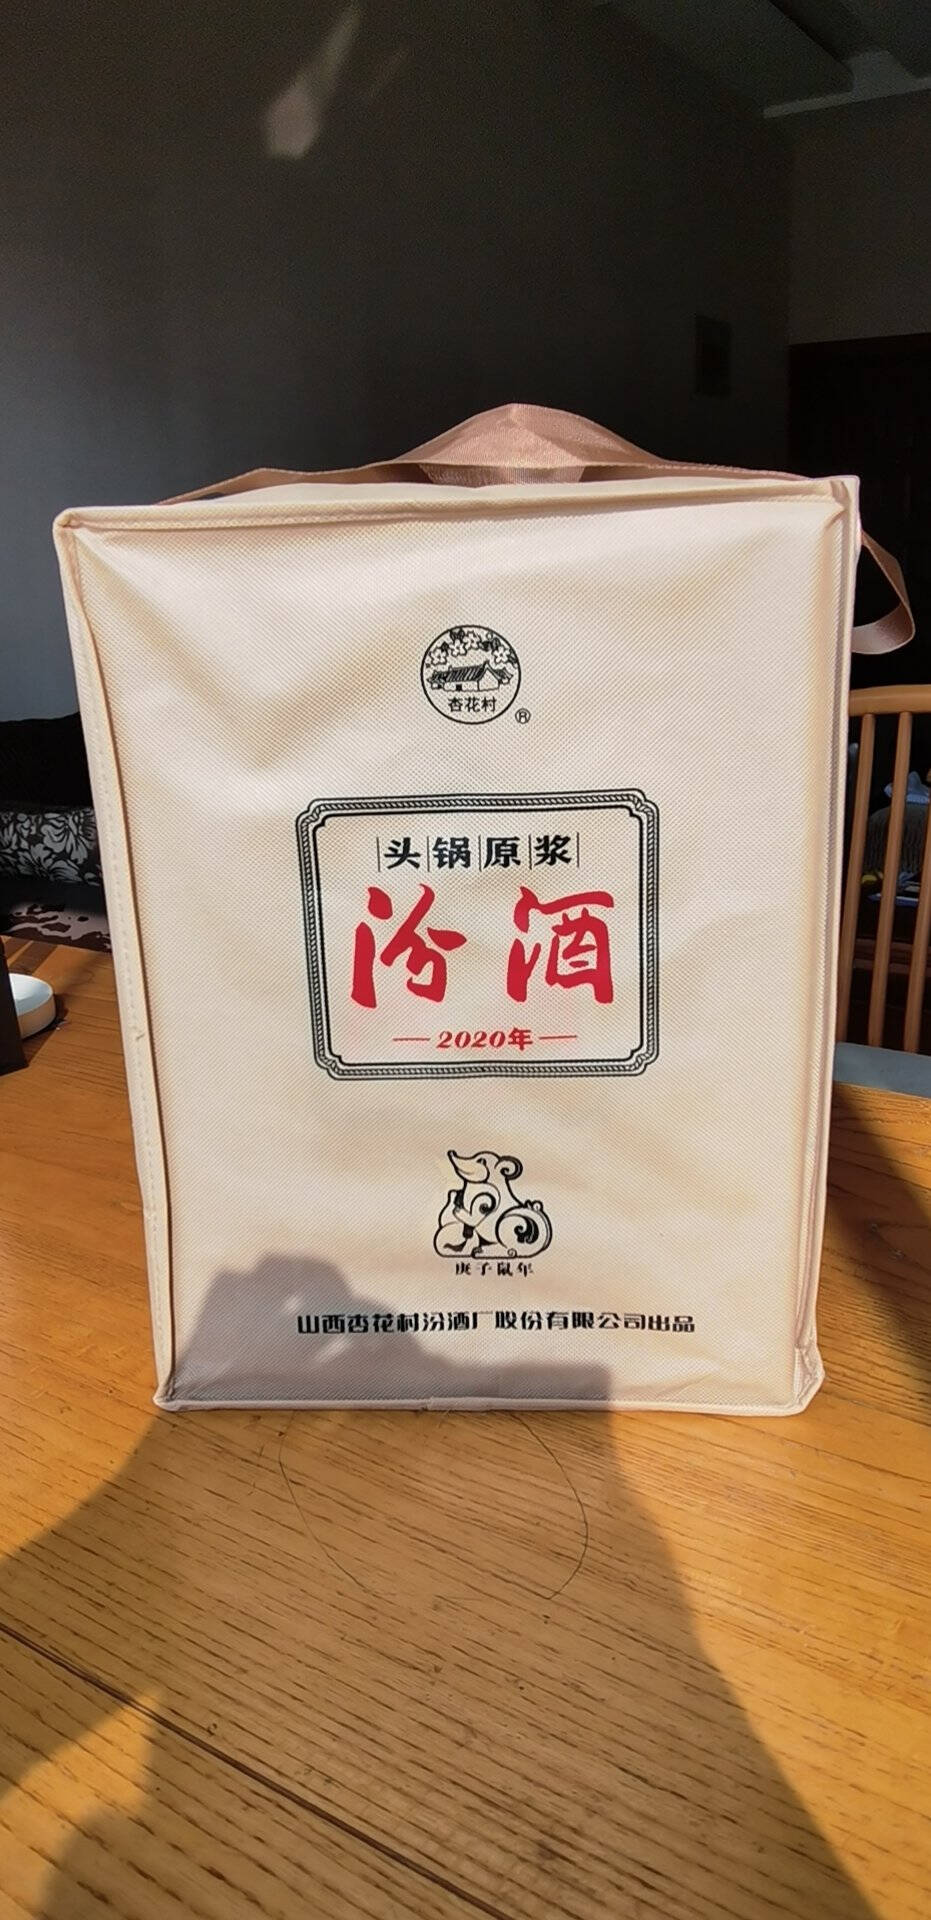 杏花村
®
头锅原浆
汾酒
2020年
庚子鼠年
山西杏花村汾酒厂股份有限公司出品